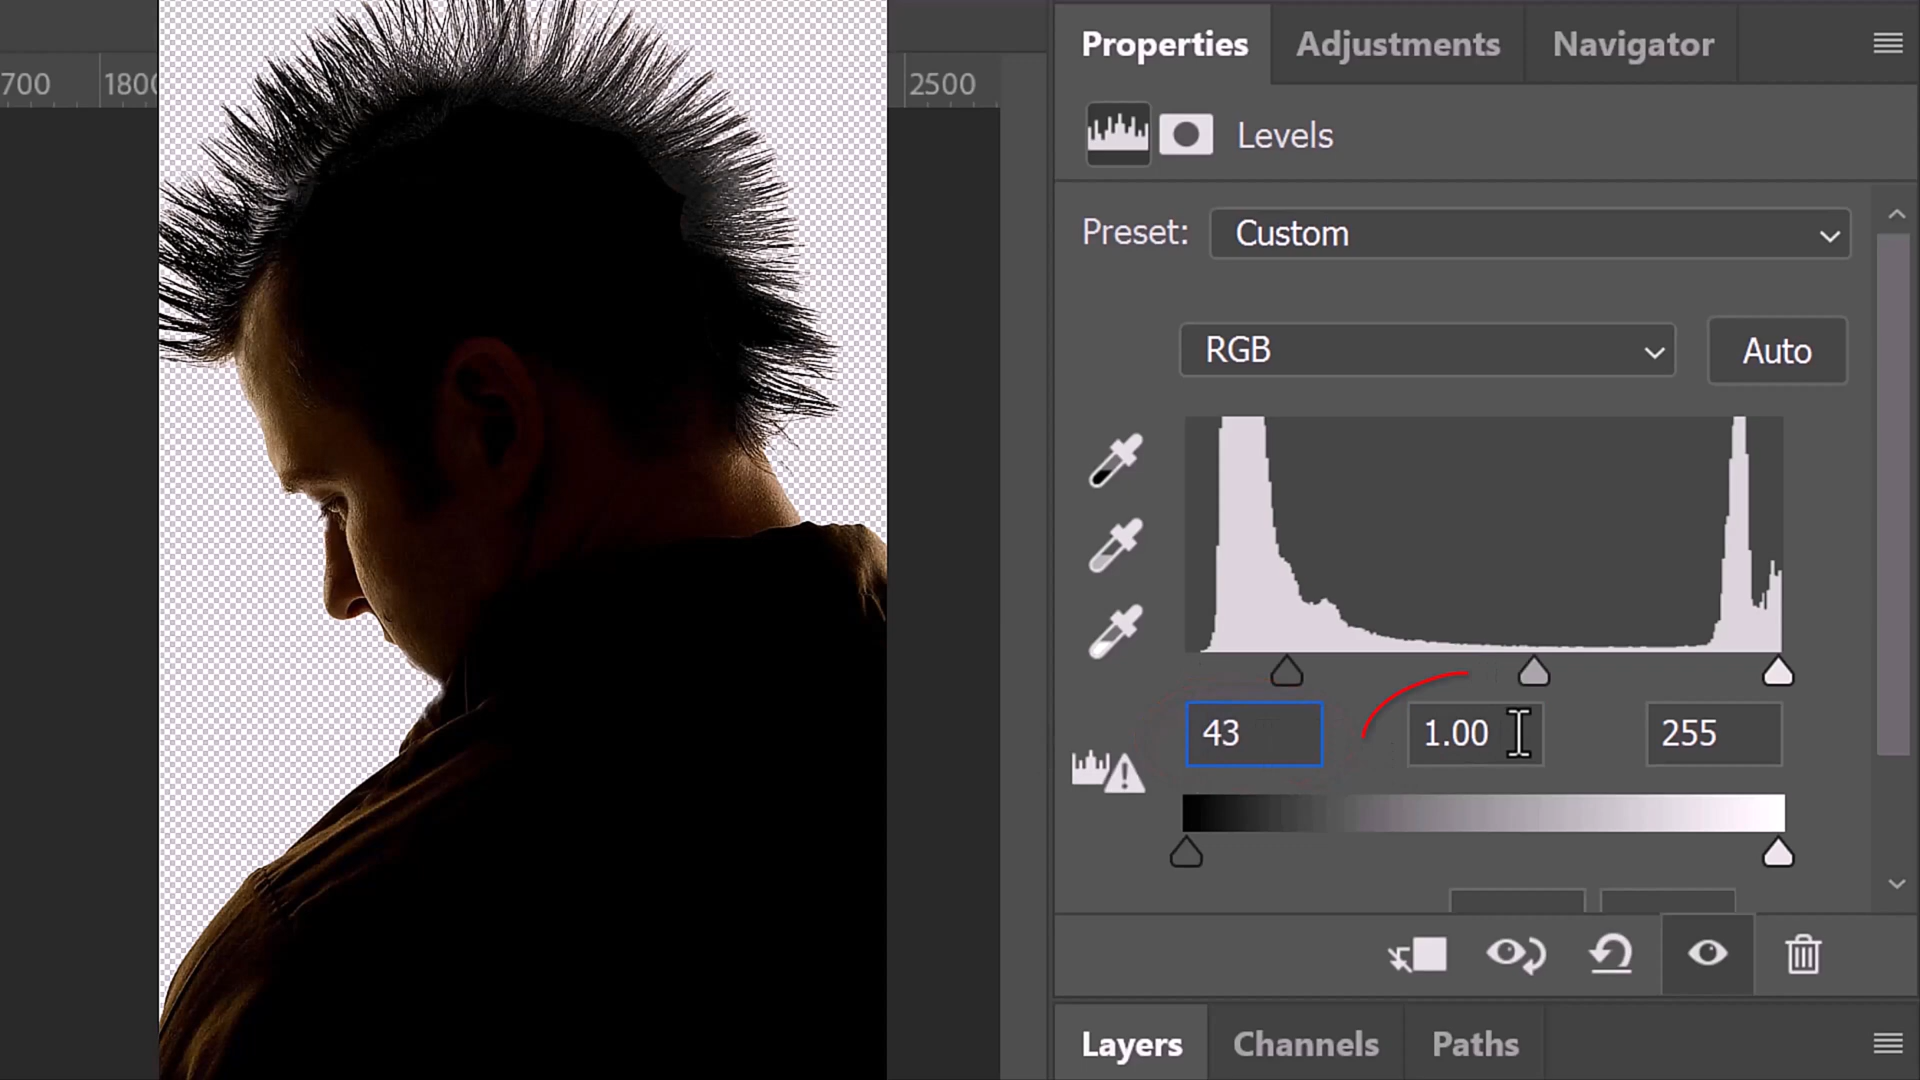 Properties Adjustments Navigator
700 1800 2500
Levels
Preset: Custom
RGB Auto
43 1.00 255
Layers Channels Paths